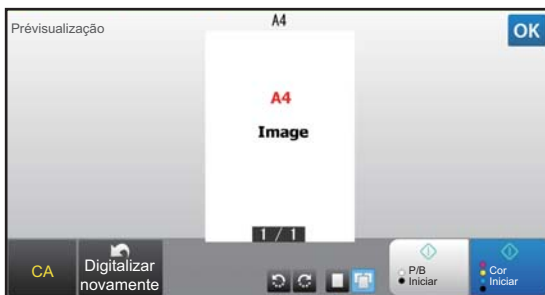 Prévisualização
A4
OK
A4
Image
1 / 1
CA
Digitalizar
novamente
P/B
Iniciar
Cor
Iniciar